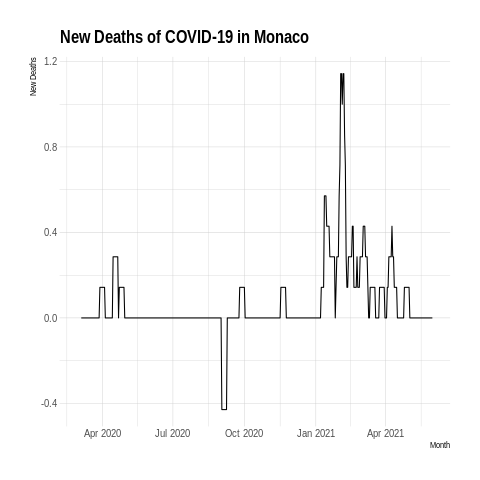 New Deaths of COVID-19 in Monaco
New Deaths
1.2
0.8
0.4
0.0
-0.4
Apr 2020 Jul 2020 Oct 2020 Jan 2021 Apr 2021
Month